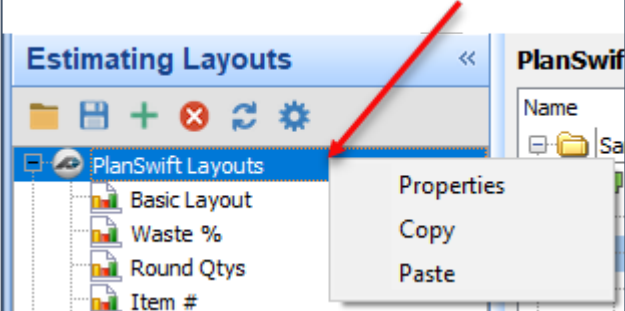 Estimating Layouts
PlanSwift Layouts
Basic Layout
Waste %
Round Qtys
Item #
Properties
Copy
Paste
PlanSwif
Name
Sa